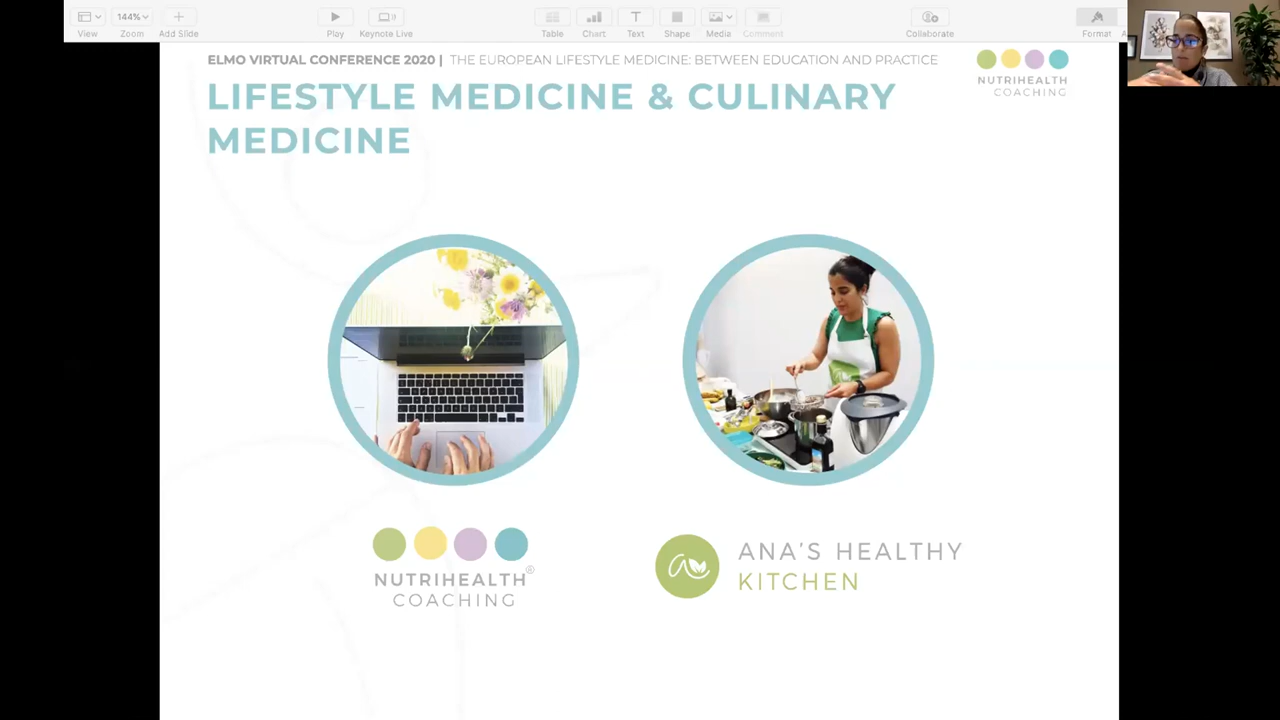 144%
View
Zoom
Add Slide
Play
Keynote Live
Table
Chart
Text
Shape
Media
Comment
Collaborate
Format
ELMO VIRTUAL CONFERENCE 2020 | THE EUROPEAN LIFESTYLE MEDICINE: BETWEEN EDUCATION AND PRACTICE
NUTRIHEALTH
COACHING
LIFESTYLE MEDICINE & CULINARY
MEDICINE
NUTRIHEALTH®
COACHING
ANA'S HEALTHY
KITCHEN